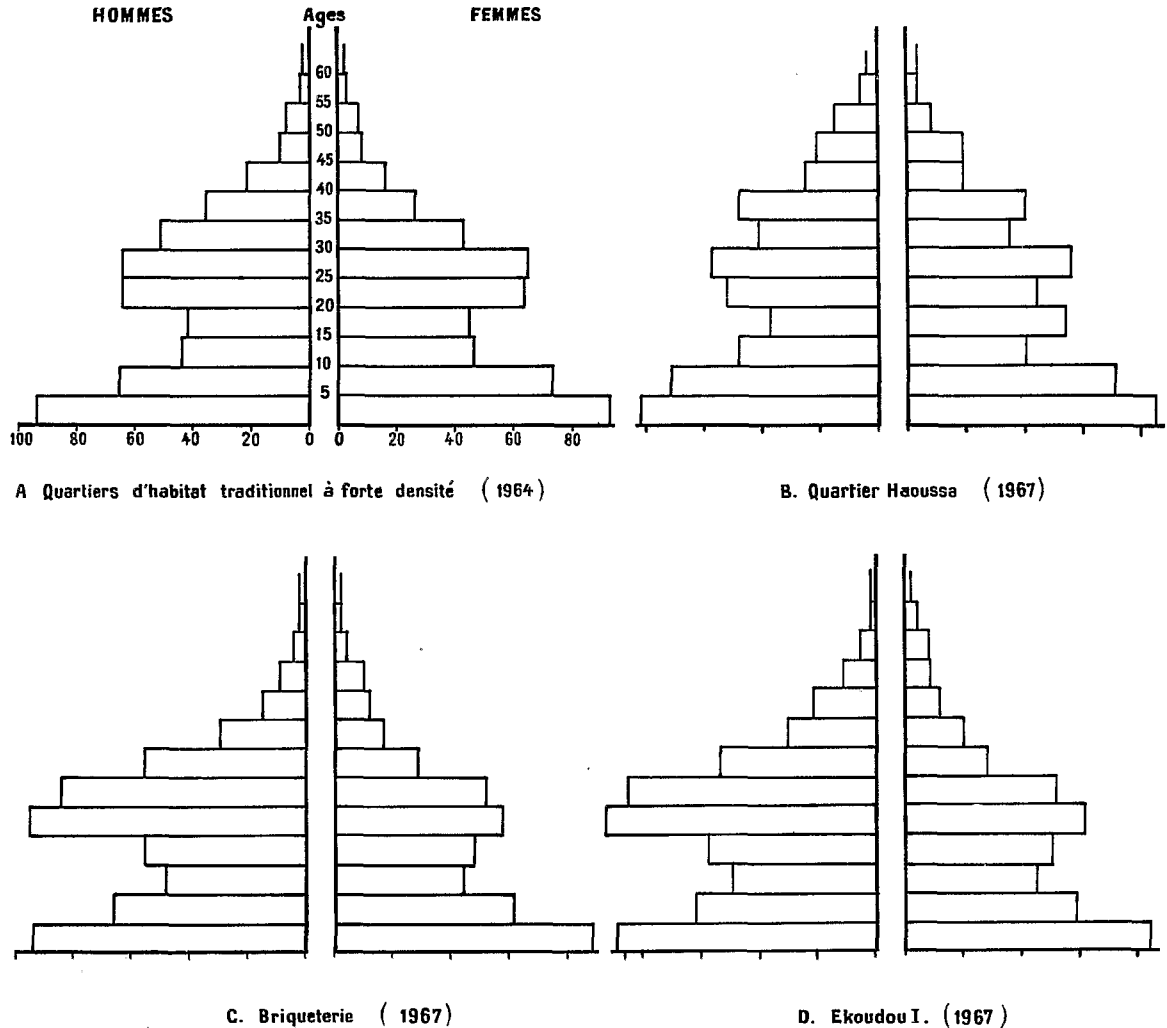 HOMMES Ages FEMMES
60
55
50
45
40
35
30
25
20
15
10
5
100 80 60 40 20 0 0 20 40 60 80
A Quartiers d'habitat traditionnel à forte densité (1964)
B. Quartier Haoussa (1967)
C. Briqueterie (1967)
D. Ekoudou I. (1967)